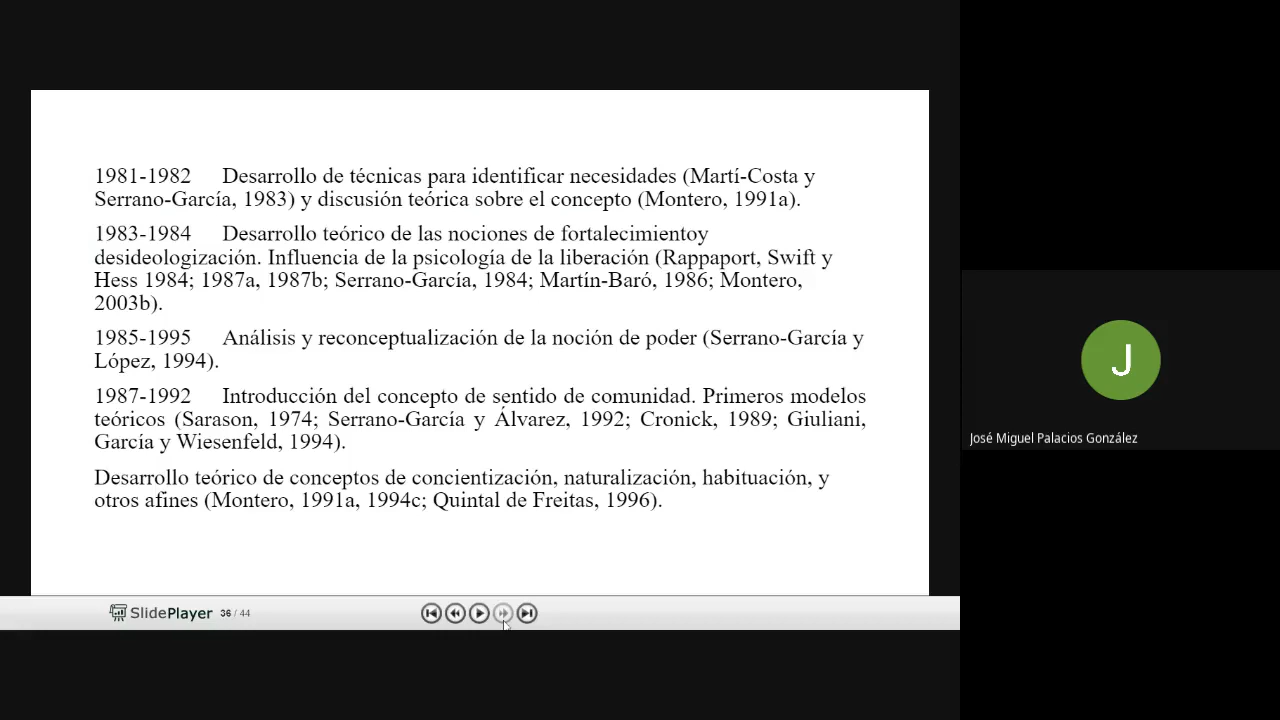 1981-1982 Desarrollo de técnicas para identificar necesidades (Martí-Costa y
Serrano-García, 1983) y discusión teórica sobre el concepto (Montero, 1991a).
1983-1984 Desarrollo teórico de las nociones de fortalecimientoy
desideologización. Influencia de la psicología de la liberación (Rappaport, Swift y
Hess 1984; 1987a, 1987b; Serrano-García, 1984; Martín-Baró, 1986; Montero,
2003b).
1985-1995 Análisis y reconceptualización de la noción de poder (Serrano-García y
López, 1994).
1987-1992 Introducción del concepto de sentido de comunidad. Primeros modelos
teóricos (Sarason, 1974; Serrano-García y Álvarez, 1992; Cronick, 1989; Giuliani,
García y Wiesenfeld, 1994).
Desarrollo teórico de conceptos de concientización, naturalización, habituación, y
otros afines (Montero, 1991a, 1994c; Quintal de Freitas, 1996).
SlidePlayer 36 / 44
J
José Miguel Palacios González